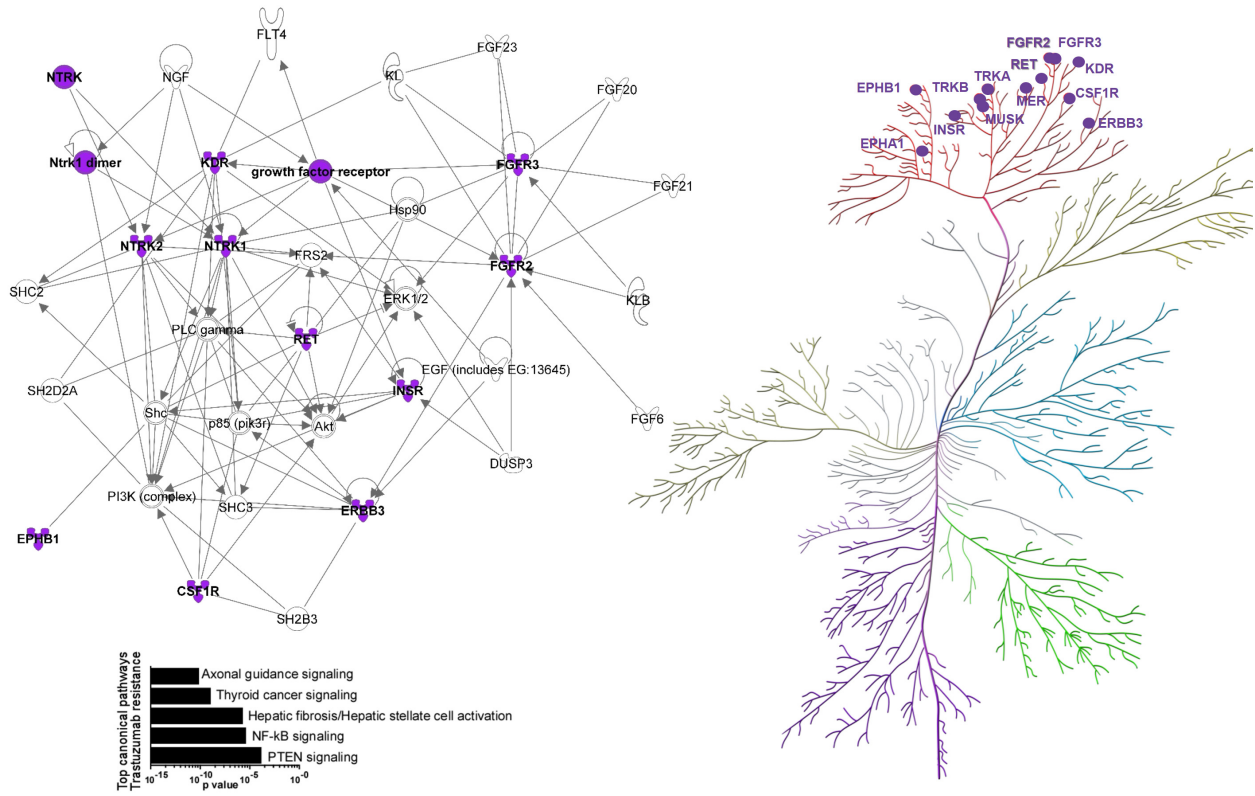 FLT4
NTRK
NGF
KL
FGF23
FGF20
Ntrk1 dimer
KDR
growth factor receptor
FGFR3
FGF21
Hsp90
NTRK2
NTRK1
FRS2
FGFR2
SHC2
ERK1/2
KLB
PLC gamma
RET
EGF (includes EG:13645)
SH2D2A
INSR
Shc
p85 (pik3r)
Akt
FGF6
DUSP3
PI3K (complex)
SHC3
ERBB3
EPHB1
CSF1R
SH2B3
FGFR2
FGFR3
RET
KDR
EPHB1
TRKB
TRKA
MER
CSF1R
INSR
MUSK
ERBB3
EPHA1
Top canonical pathways
Trastuzumab resistance
Axonal guidance signaling
Thyroid cancer signaling
Hepatic fibrosis/Hepatic stellate cell activation
NF-kB signaling
PTEN signaling
10-15 10-10 10-5 10-0
p value